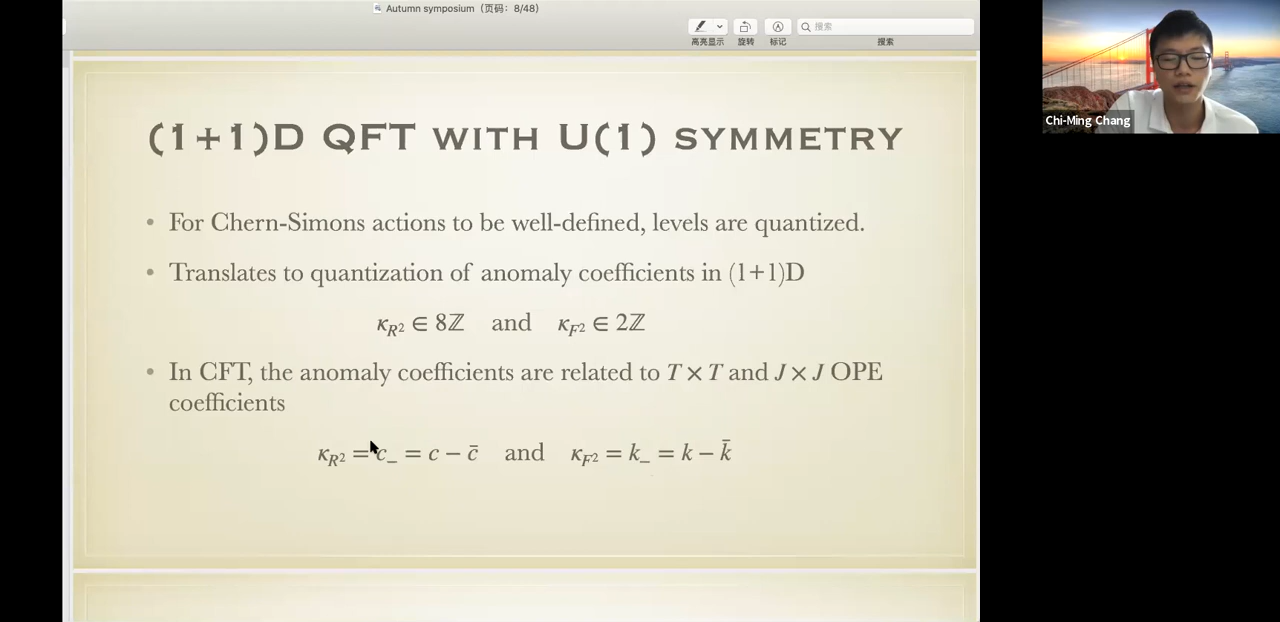 Autumn symposium (页码: 8/48)
搜索
高亮显示 旋转 标记 搜索
(1+1)D QFT WITH U(1) SYMMETRY
• For Chern-Simons actions to be well-defined, levels are quantized.
• Translates to quantization of anomaly coefficients in (1+1)D
κ_{R²} ∈ 8ℤ and κ_{F²} ∈ 2ℤ
• In CFT, the anomaly coefficients are related to T × T and J × J OPE
coefficients
κ_{R²} = c_− = c − c̄ and κ_{F²} = k_− = k − k̄
Chi-Ming Chang